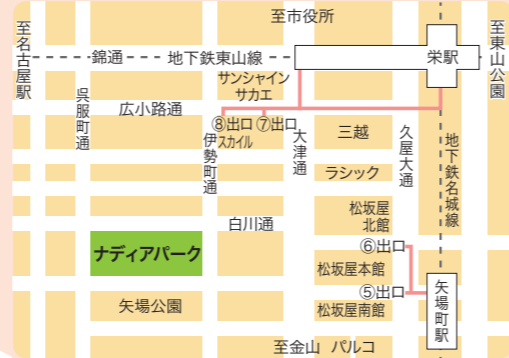 至市役所
至名古屋駅
錦通
地下鉄東山線
栄駅
至東山公園
サンシャイン
サカエ
呉服町通
広小路通
⑧出口
⑦出口
スカイル
伊勢町通
大津通
三越
久屋大通
地下鉄名城線
ラシック
松坂屋
北館
白川通
ナディアパーク
⑥出口
松坂屋本館
⑤出口
矢場町駅
矢場公園
松坂屋南館
至金山
パルコ